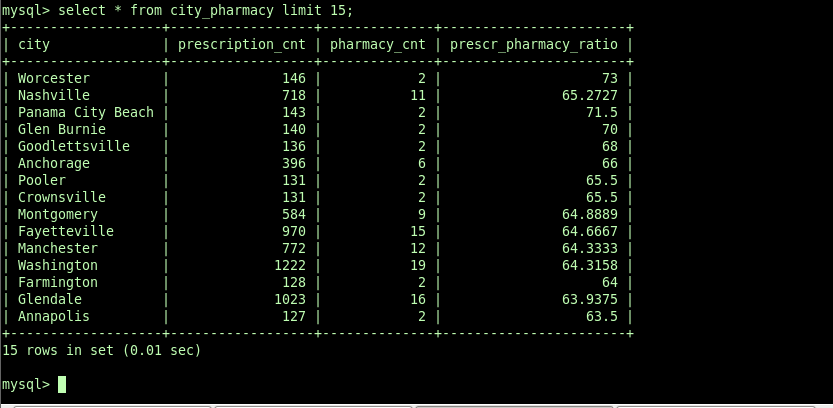 mysql> select * from city_pharmacy limit 15;
+-------------------+------------------+--------------+-----------------------+
| city              | prescription_cnt | pharmacy_cnt | prescr_pharmacy_ratio |
+-------------------+------------------+--------------+-----------------------+
| Worcester         |              146 |            2 |                    73 |
| Nashville         |              718 |           11 |               65.2727 |
| Panama City Beach |              143 |            2 |                  71.5 |
| Glen Burnie       |              140 |            2 |                    70 |
| Goodlettsville    |              136 |            2 |                    68 |
| Anchorage         |              396 |            6 |                    66 |
| Pooler            |              131 |            2 |                  65.5 |
| Crownsville       |              131 |            2 |                  65.5 |
| Montgomery        |              584 |            9 |               64.8889 |
| Fayetteville      |              970 |           15 |               64.6667 |
| Manchester        |              772 |           12 |               64.3333 |
| Washington        |             1222 |           19 |               64.3158 |
| Farmington        |              128 |            2 |                    64 |
| Glendale          |             1023 |           16 |               63.9375 |
| Annapolis         |              127 |            2 |                  63.5 |
+-------------------+------------------+--------------+-----------------------+
15 rows in set (0.01 sec)
mysql>